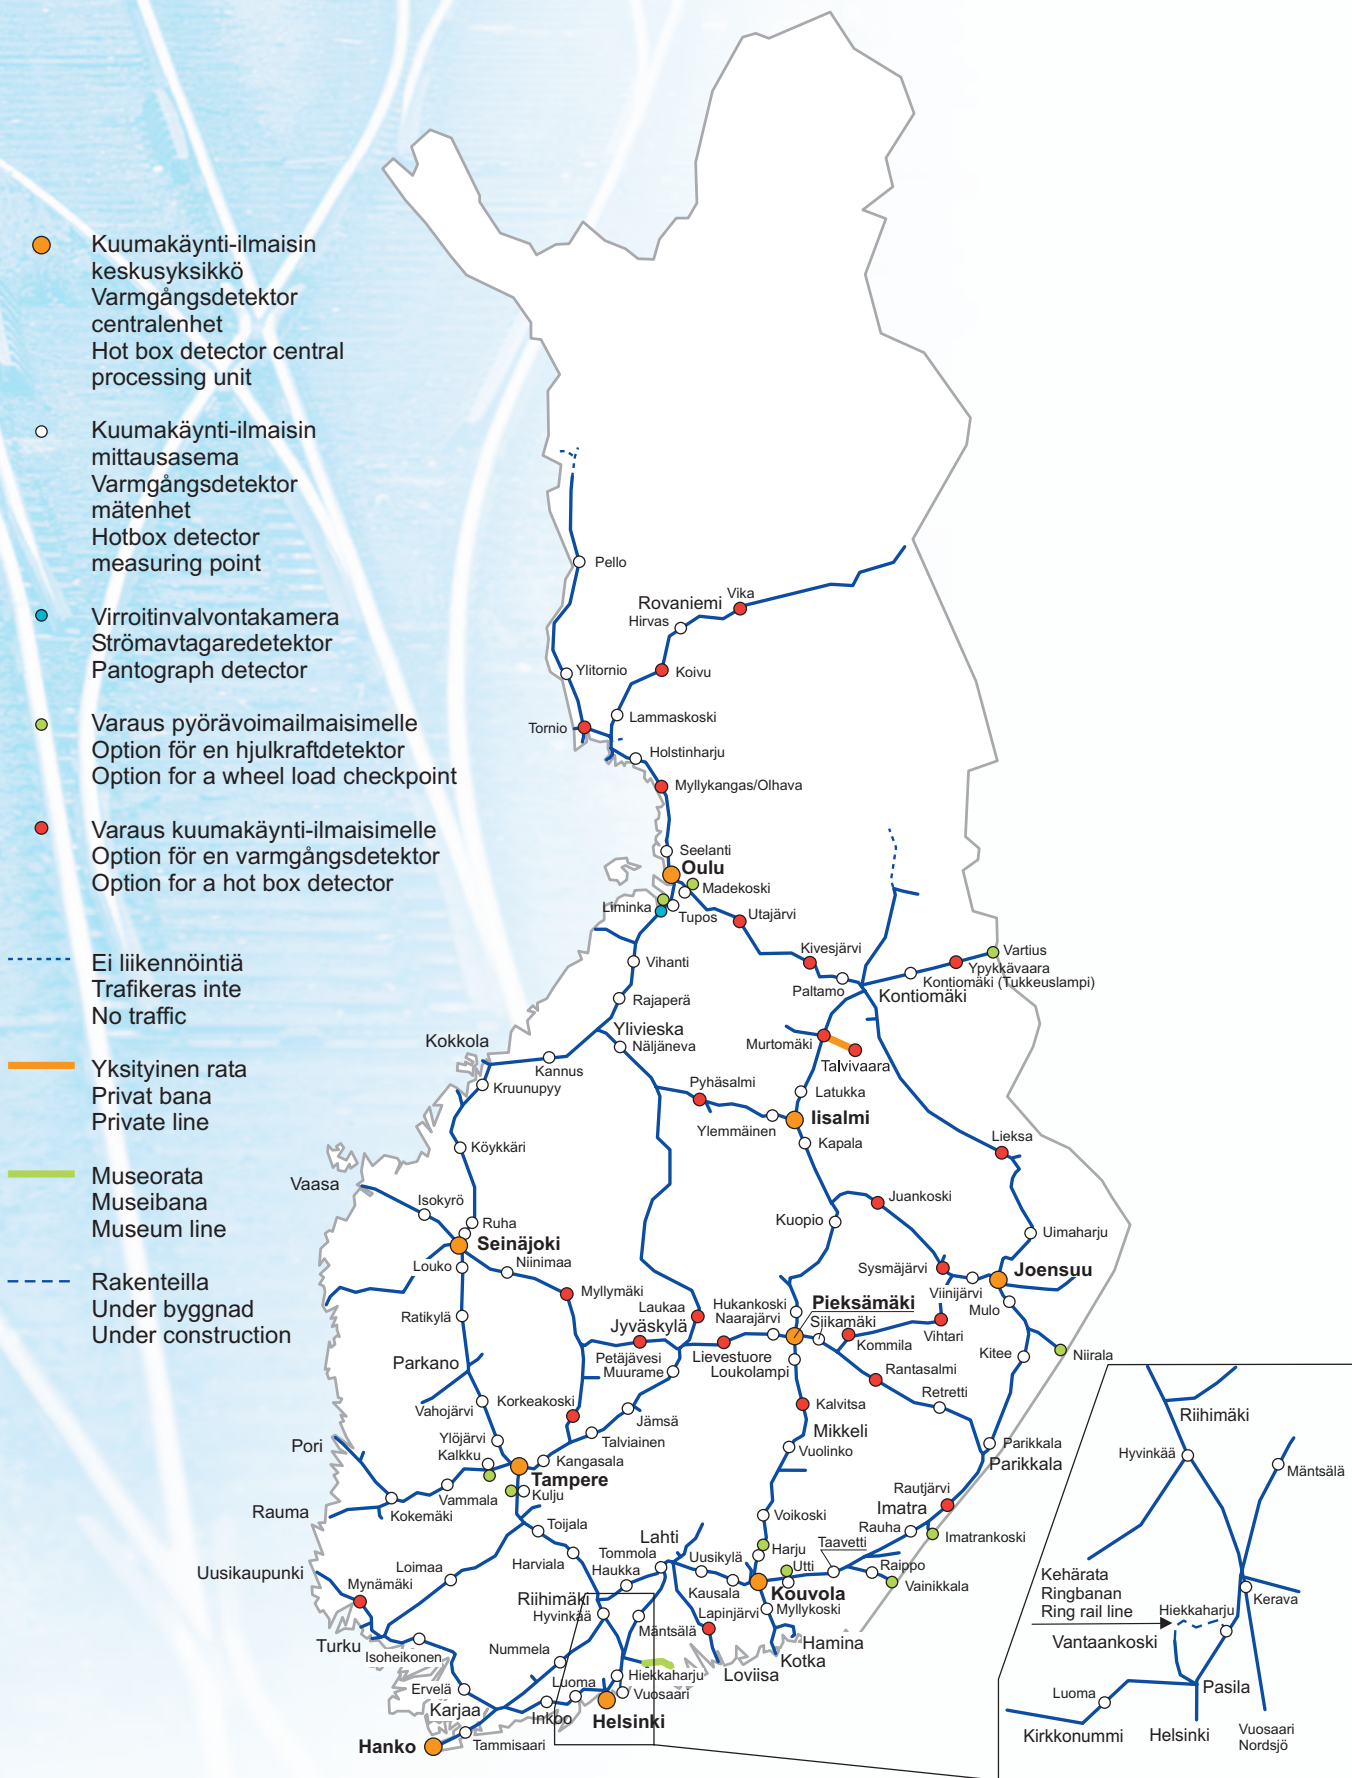 Kuumakäynti-ilmaisin
keskusyksikkö
Varmgångsdetektor
centralenhet
Hot box detector central
processing unit
Kuumakäynti-ilmaisin
mittausasema
Varmgångsdetektor
mätenhet
Hotbox detector
measuring point
Virroitinvalvontakamera
Strömavtagaredetektor
Pantograph detector
Varaus pyörävoimailmaisimelle
Option för en hjulkraftdetektor
Option for a wheel load checkpoint
Varaus kuumakäynti-ilmaisimelle
Option för en varmgångsdetektor
Option for a hot box detector
Ei liikennöintiä
Trafikeras inte
No traffic
Yksityinen rata
Privat bana
Private line
Museorata
Museibana
Museum line
Rakenteilla
Under byggnad
Under construction
Pello
Vika
Rovaniemi
Hirvas
Ylitornio
Koivu
Lammaskoski
Tornio
Holstinharju
Myllykangas/Olhava
Seelanti
Oulu
Madekoski
Liminka
Tupos
Utajärvi
Kivesjärvi
Vartius
Ypykkävaara
Vihanti
Kontiomäki (Tukkeuslampi)
Paltamo
Kontiomäki
Rajaperä
Ylivieska
Näljäneva
Kokkola
Murtomäki
Talvivaara
Kannus
Kruunupyy
Pyhäsalmi
Latukka
Iisalmi
Ylemmäinen
Kapala
Lieksa
Köykkäri
Vaasa
Isokyrö
Juankoski
Ruha
Kuopio
Uimaharju
Seinäjoki
Louko
Niinimaa
Sysmäjärvi
Joensuu
Viinijärvi
Myllymäki
Mulo
Laukaa
Hukankoski
Naarajärvi
Pieksämäki
Siikamäki
Ratikylä
Jyväskylä
Vihtari
Kommila
Petäjävesi
Muurame
Lievestuore
Loukolampi
Kitee
Niirala
Parkano
Rantasalmi
Retretti
Vahojärvi
Korkeakoski
Kalvitsa
Jämsä
Mikkeli
Pori
Ylöjärvi
Kalkku
Talviainen
Vuolinko
Parikkala
Parikkala
Kangasala
Tampere
Rautjärvi
Vammala
Kulju
Imatra
Rauma
Kokemäki
Toijala
Voikoski
Rauha
Imatrankoski
Lahti
Harju
Taavetti
Harviala
Tommola
Haukka
Uusikylä
Utti
Raippo
Vainikkala
Uusikaupunki
Loimaa
Mynämäki
Kausala
Kouvola
Riihimäki
Hyvinkää
Lapinjärvi
Myllykoski
Mäntsälä
Hamina
Kotka
Turku
Isoheikonen
Nummela
Loviisa
Hiekkaharju
Luoma
Vuosaari
Ervelä
Karjaa
Inkoo
Helsinki
Hanko
Tammisaari
Riihimäki
Hyvinkää
Mäntsälä
Kehärata
Ringbanan
Ring rail line
Hiekkaharju
Kerava
Vantaankoski
Luoma
Pasila
Kirkkonummi
Helsinki
Vuosaari
Nordsjö